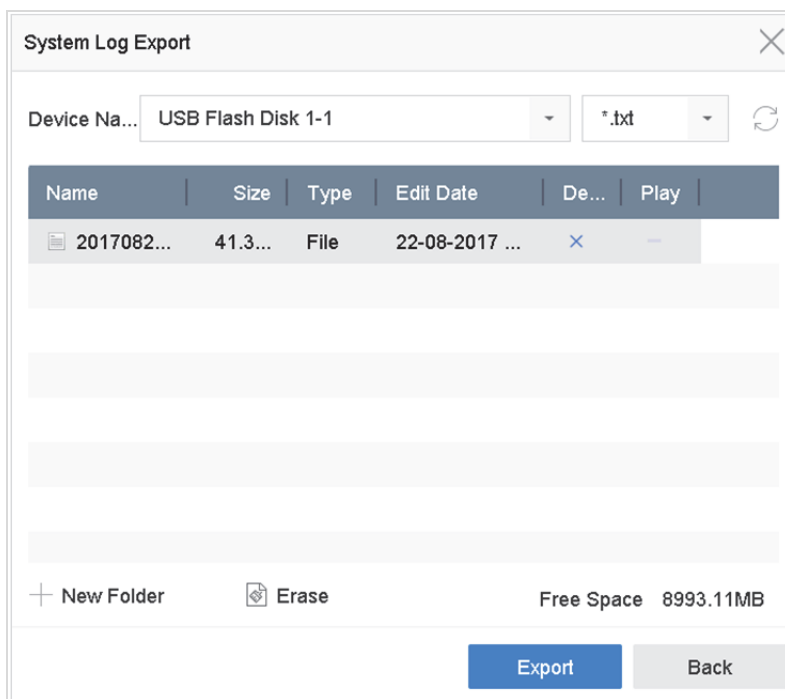 System Log Export
Device Na... USB Flash Disk 1-1 *.txt
Name Size Type Edit Date De... Play
2017082... 41.3... File 22-08-2017 ...
New Folder Erase Free Space 8993.11MB
Export Back